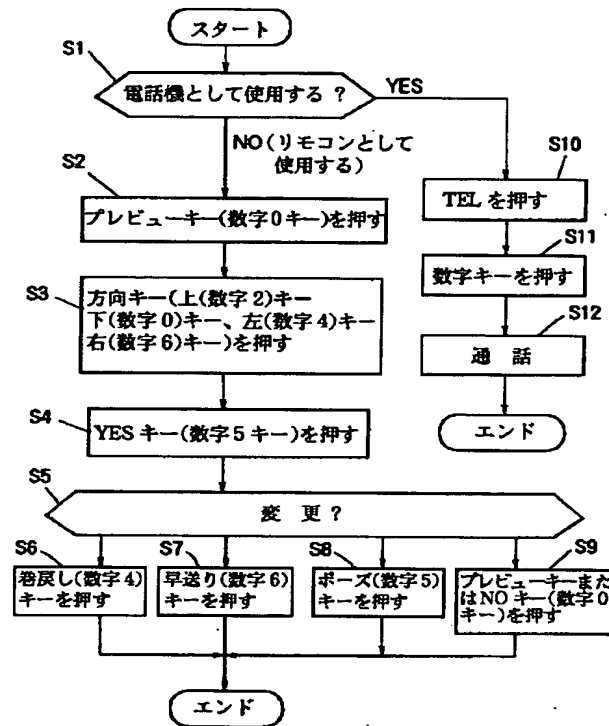 スタート
S1
電話機として使用する？
YES
NO(リモコンとして
使用する)
S2
プレビューキー(数字0キー)を押す
S3
方向キー(上(数字2)キー
下(数字0)キー、左(数字4)キー
右(数字6)キー)を押す
S4
YESキー(数字5キー)を押す
S5
変 更？
S6
巻戻し(数字4)
キーを押す
S7
早送り(数字6)
キーを押す
S8
ポーズ(数字5)
キーを押す
S9
プレビューキーまた
はNOキー(数字0
キー)を押す
エンド
S10
TELを押す
S11
数字キーを押す
S12
通 話
エンド